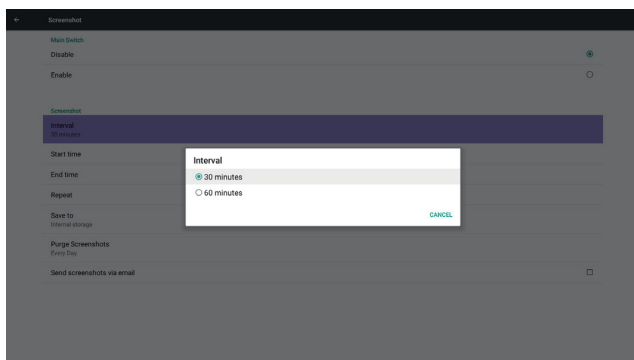 Screenshot
Main Switch
Disable
Enable
Screenshot
Interval
30 minutes
Start time
Interval
30 minutes
60 minutes
CANCEL
End time
Repeat
Save to
Internal storage
Purge Screenshots
Every Day
Send screenshots via email